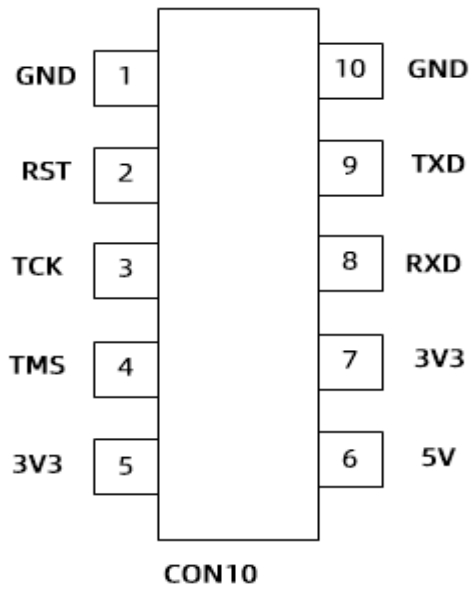 GND 1 10 GND
RST 2 9 TXD
TCK 3 8 RXD
TMS 4 7 3V3
3V3 5 6 5V
CON10